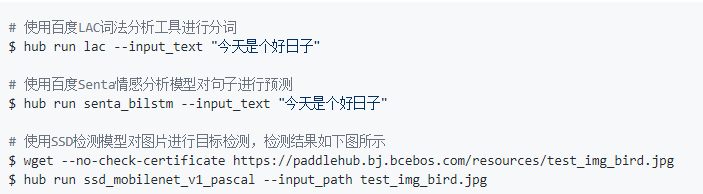 # 使用百度LAC词法分析工具进行分词
$ hub run lac --input_text "今天是个好日子"
# 使用百度Senta情感分析模型对句子进行预测
$ hub run senta_bilstm --input_text "今天是个好日子"
# 使用SSD检测模型对图片进行目标检测，检测结果如下图所示
$ wget --no-check-certificate https://paddlehub.bj.bcebos.com/resources/test_img_bird.jpg
$ hub run ssd_mobilenet_v1_pascal --input_path test_img_bird.jpg